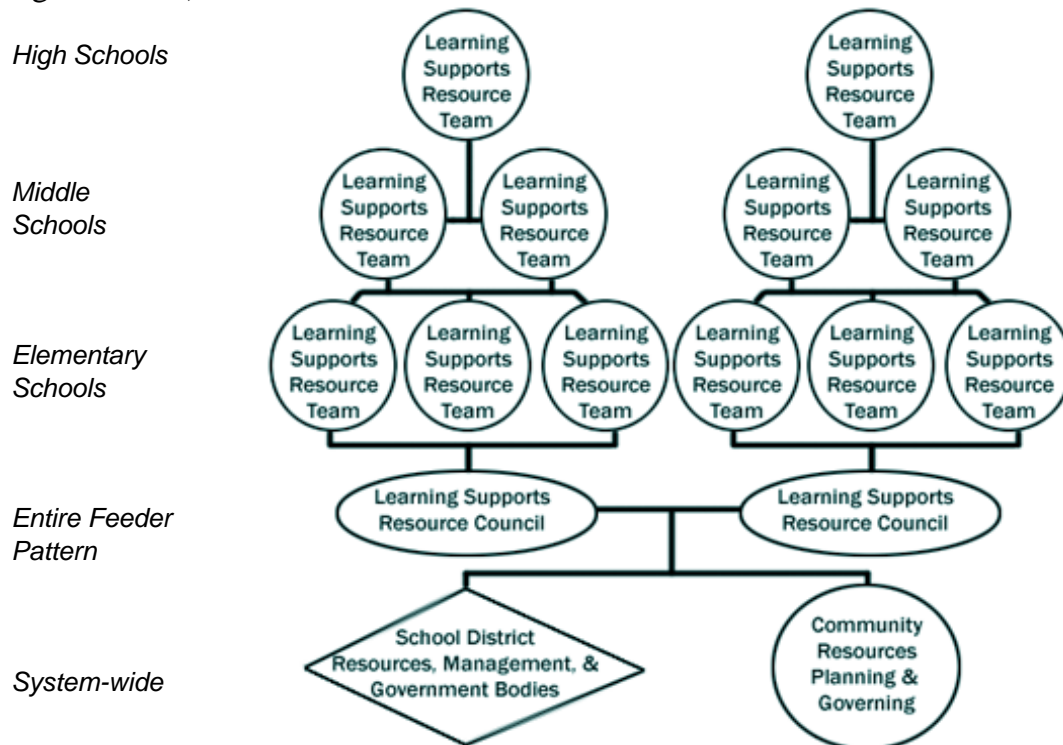 High Schools
Learning
Supports
Resource
Team
Learning
Supports
Resource
Team
Middle
Schools
Learning
Supports
Resource
Team
Learning
Supports
Resource
Team
Learning
Supports
Resource
Team
Learning
Supports
Resource
Team
Elementary
Schools
Learning
Supports
Resource
Team
Learning
Supports
Resource
Team
Learning
Supports
Resource
Team
Learning
Supports
Resource
Team
Learning
Supports
Resource
Team
Learning
Supports
Resource
Team
Entire Feeder
Pattern
Learning Supports
Resource Council
Learning Supports
Resource Council
System-wide
School District
Resources, Management, &
Government Bodies
Community
Resources
Planning &
Governing